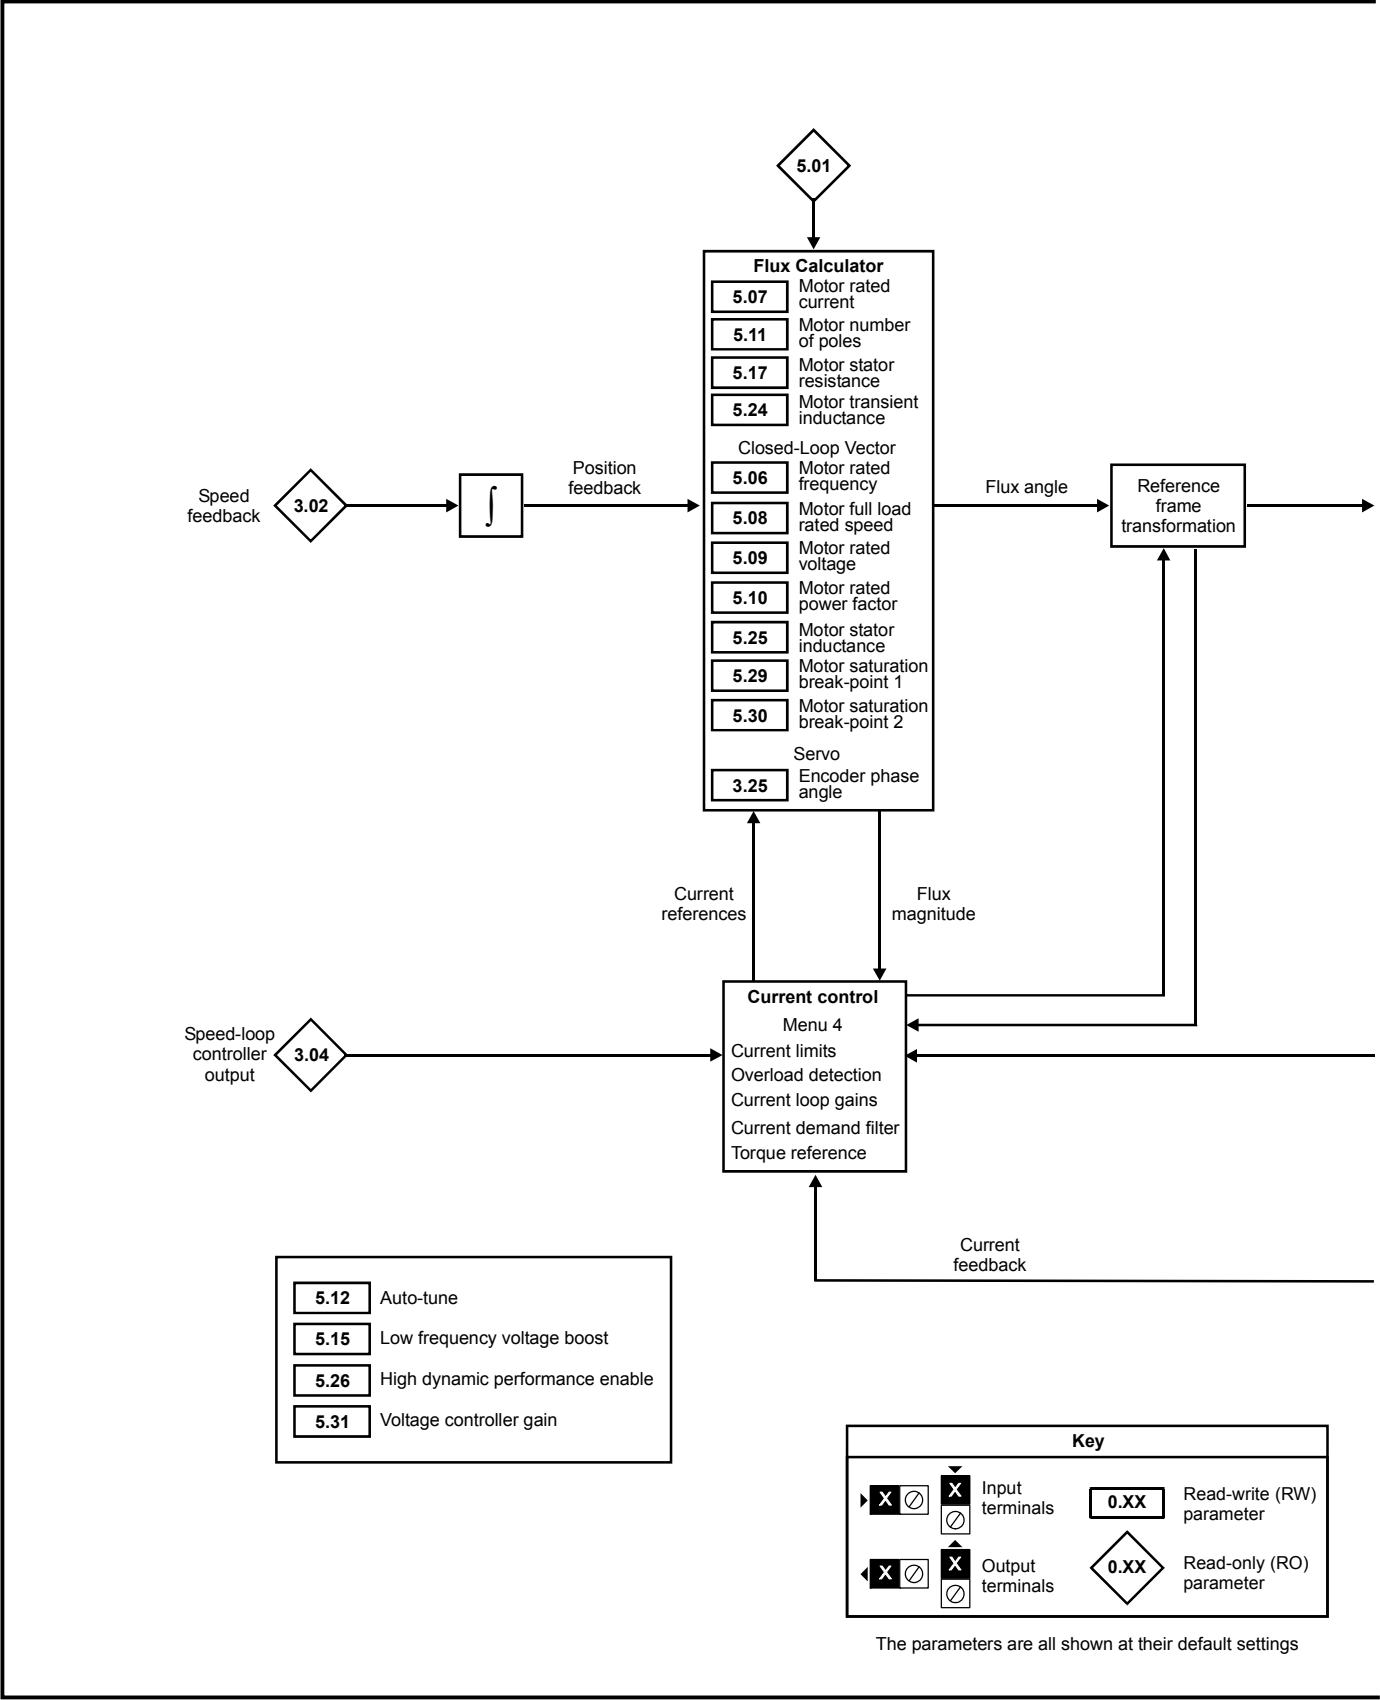 5.01
Flux Calculator
5.07 Motor rated
current
5.11 Motor number
of poles
5.17 Motor stator
resistance
5.24 Motor transient
inductance
Closed-Loop Vector
5.06 Motor rated
frequency
5.08 Motor full load
rated speed
5.09 Motor rated
voltage
5.10 Motor rated
power factor
5.25 Motor stator
inductance
5.29 Motor saturation
break-point 1
5.30 Motor saturation
break-point 2
Servo
3.25 Encoder phase
angle
Speed
feedback
3.02
∫
Position
feedback
Flux angle
Reference
frame
transformation
Current
references
Flux
magnitude
Speed-loop
controller
output
3.04
Current control
Menu 4
Current limits
Overload detection
Current loop gains
Current demand filter
Torque reference
Current
feedback
5.12 Auto-tune
5.15 Low frequency voltage boost
5.26 High dynamic performance enable
5.31 Voltage controller gain
Key
X X Input
terminals
0.XX Read-write (RW)
parameter
X X Output
terminals
0.XX Read-only (RO)
parameter
The parameters are all shown at their default settings